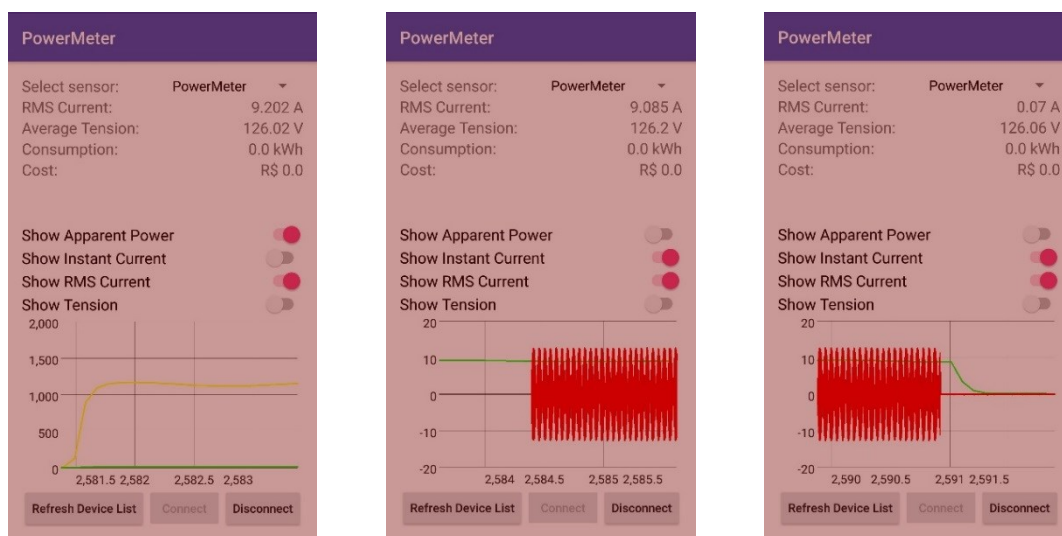 PowerMeter
Select sensor: PowerMeter
RMS Current: 9.202 A
Average Tension: 126.02 V
Consumption: 0.0 kWh
Cost: R$ 0.0
Show Apparent Power
Show Instant Current
Show RMS Current
Show Tension
2,000
1,500
1,000
500
0
2,581.5 2,582 2,582.5 2,583
Refresh Device List Connect Disconnect
PowerMeter
Select sensor: PowerMeter
RMS Current: 9.085 A
Average Tension: 126.2 V
Consumption: 0.0 kWh
Cost: R$ 0.0
Show Apparent Power
Show Instant Current
Show RMS Current
Show Tension
20
10
0
-10
-20
2,584 2,584.5 2,585 2,585.5
Refresh Device List Connect Disconnect
PowerMeter
Select sensor: PowerMeter
RMS Current: 0.07 A
Average Tension: 126.06 V
Consumption: 0.0 kWh
Cost: R$ 0.0
Show Apparent Power
Show Instant Current
Show RMS Current
Show Tension
20
10
0
-10
-20
2,590 2,590.5 2,591 2,591.5
Refresh Device List Connect Disconnect